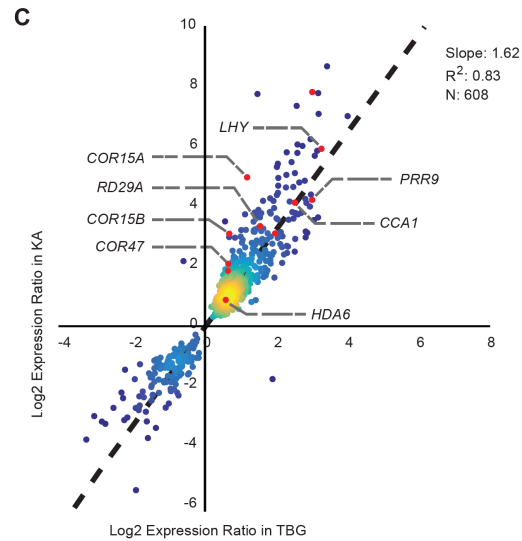 C
10
8
6
4
2
0
-2
-4
-6
-4
-2
0
2
4
6
8
Slope: 1.62
R²: 0.83
N: 608
LHY
COR15A
RD29A
COR15B
COR47
PRR9
CCA1
HDA6
Log2 Expression Ratio in KA
Log2 Expression Ratio in TBG